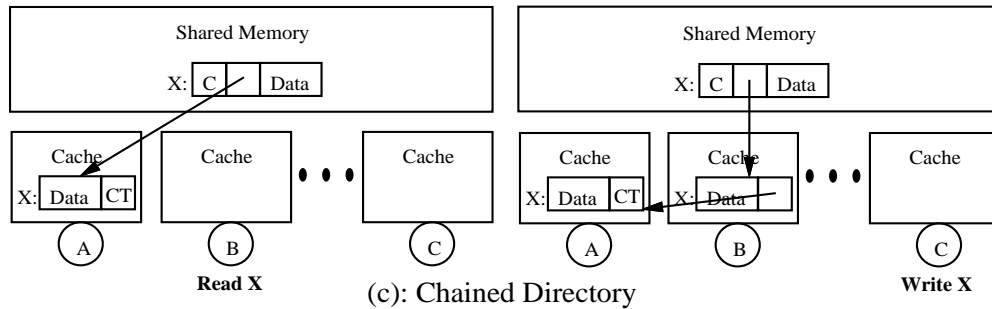 Shared Memory
X: C Data
Cache Cache Cache
X: Data CT
A B C
Read X
Shared Memory
X: C Data
Cache Cache Cache
X: Data CT X: Data
A B C
Write X
(c): Chained Directory